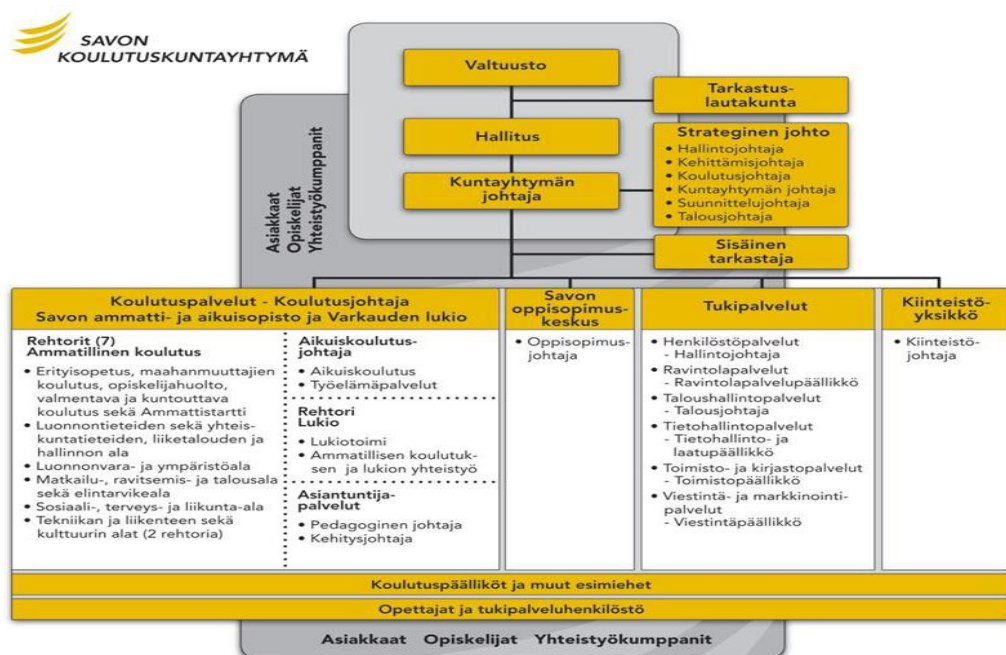 SAVON
KOULUTUSKUNTAYHTYMÄ
Valtuusto
Tarkastus-
lautakunta
Hallitus
Strateginen johto
• Hallintojohtaja
• Kehittämisjohtaja
• Koulutusjohtaja
• Kuntayhtymän johtaja
• Suunnittelujohtaja
• Talousjohtaja
Kuntayhtymän
johtaja
Asiakkaat
Opiskelijat
Yhteistyökumppanit
Sisäinen
tarkastaja
Koulutuspalvelut - Koulutusjohtaja
Savon ammatti- ja aikuisopisto ja Varkauden lukio
Rehtorit (7)
Ammatillinen koulutus
• Erityisopetus, maahanmuuttajien
koulutus, opiskelijahuolto,
valmentava ja kuntouttava
koulutus sekä Ammattistartti
• Luonnontieteiden sekä yhteis-
kuntatieteiden, liiketalouden ja
hallinnon ala
• Luonnonvara- ja ympäristöala
• Matkailu-, ravitsemis- ja talousala
sekä elintarvikeala
• Sosiaali-, terveys- ja liikunta-ala
• Tekniikan ja liikenteen sekä
kulttuurin alat (2 rehtoria)
Aikuiskoulutus-
johtaja
• Aikuiskoulutus
• Työelämäpalvelut
Rehtori
Lukio
• Lukiotoimi
• Ammatillisen koulutuk-
sen ja lukion yhteistyö
Asiantuntija-
palvelut
• Pedagoginen johtaja
• Kehitysjohtaja
Savon
oppisopimus-
keskus
• Oppisopimus-
johtaja
Tukipalvelut
• Henkilöstöpalvelut
- Hallintojohtaja
• Ravintolapalvelut
- Ravintolapalvelupäällikkö
• Taloushallintopalvelut
- Talousjohtaja
• Tietohallintopalvelut
- Tietohallinto- ja
laatupäällikkö
• Toimisto- ja kirjastopalvelut
- Toimistopäällikkö
• Viestintä- ja markkinointi-
palvelut
- Viestintäpäällikkö
Kiinteistö-
yksikkö
• Kiinteistö-
johtaja
Koulutuspäälliköt ja muut esimiehet
Opettajat ja tukipalveluhenkilöstö
Asiakkaat Opiskelijat Yhteistyökumppanit